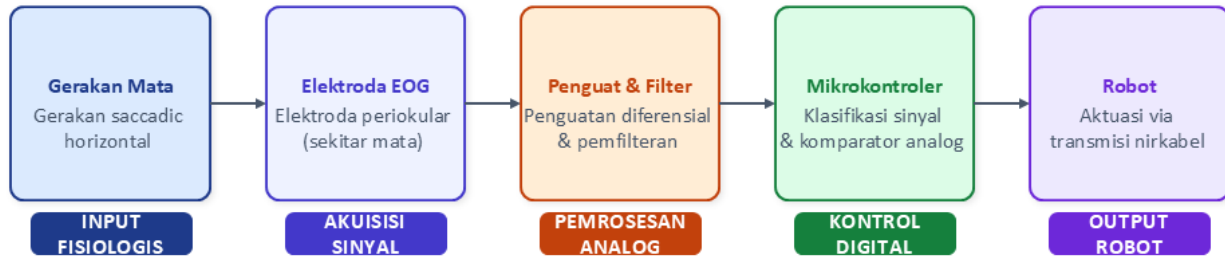 Gerakan Mata
Gerakan saccadic
horizontal
INPUT
FISIOLOGIS
Elektroda EOG
Elektroda periokular
(sekitar mata)
AKUISISI
SINYAL
Penguat & Filter
Penguatan diferensial
& pemfilteran
PEMROSESAN
ANALOG
Mikrokontroler
Klasifikasi sinyal
& komparator analog
KONTROL
DIGITAL
Robot
Aktuasi via
transmisi nirkabel
OUTPUT
ROBOT